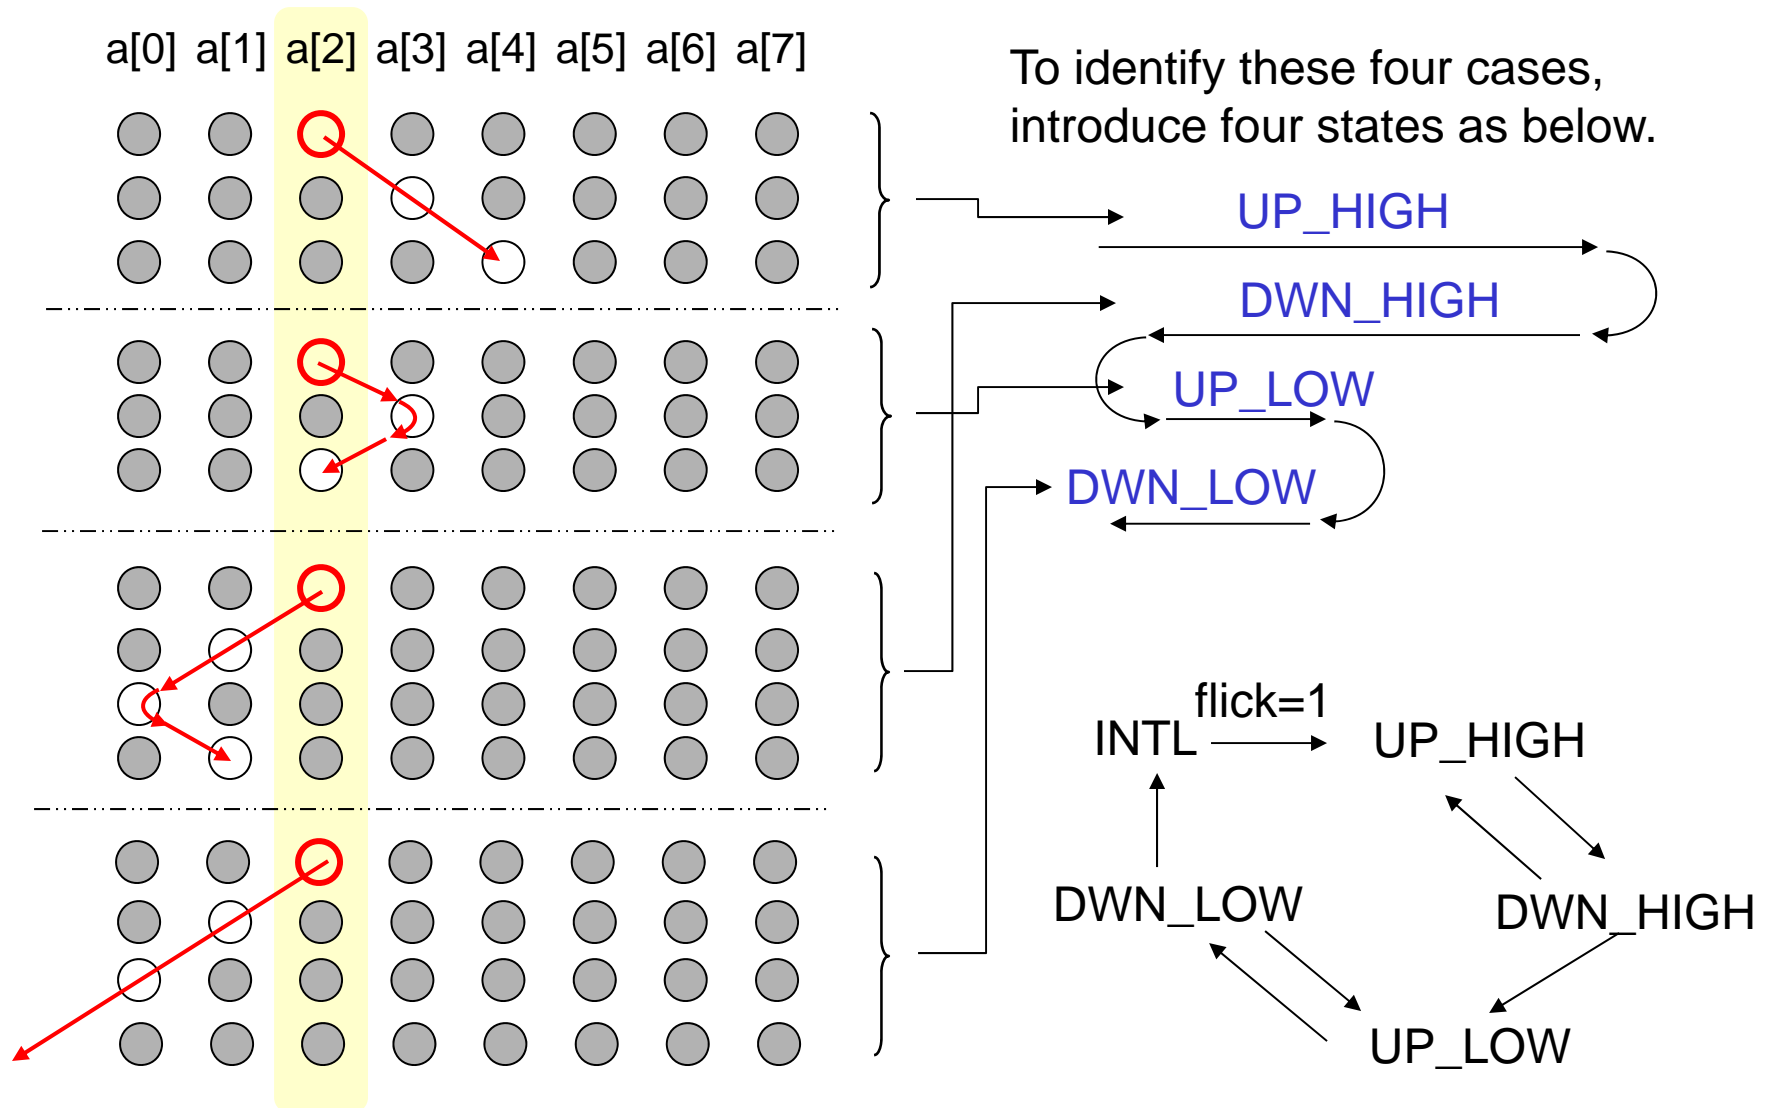 a[0] a[1] a[2] a[3] a[4] a[5] a[6] a[7]
To identify these four cases,
introduce four states as below.
UP_HIGH
DWN_HIGH
UP_LOW
DWN_LOW
flick=1
INTL
UP_HIGH
DWN_LOW
DWN_HIGH
UP_LOW